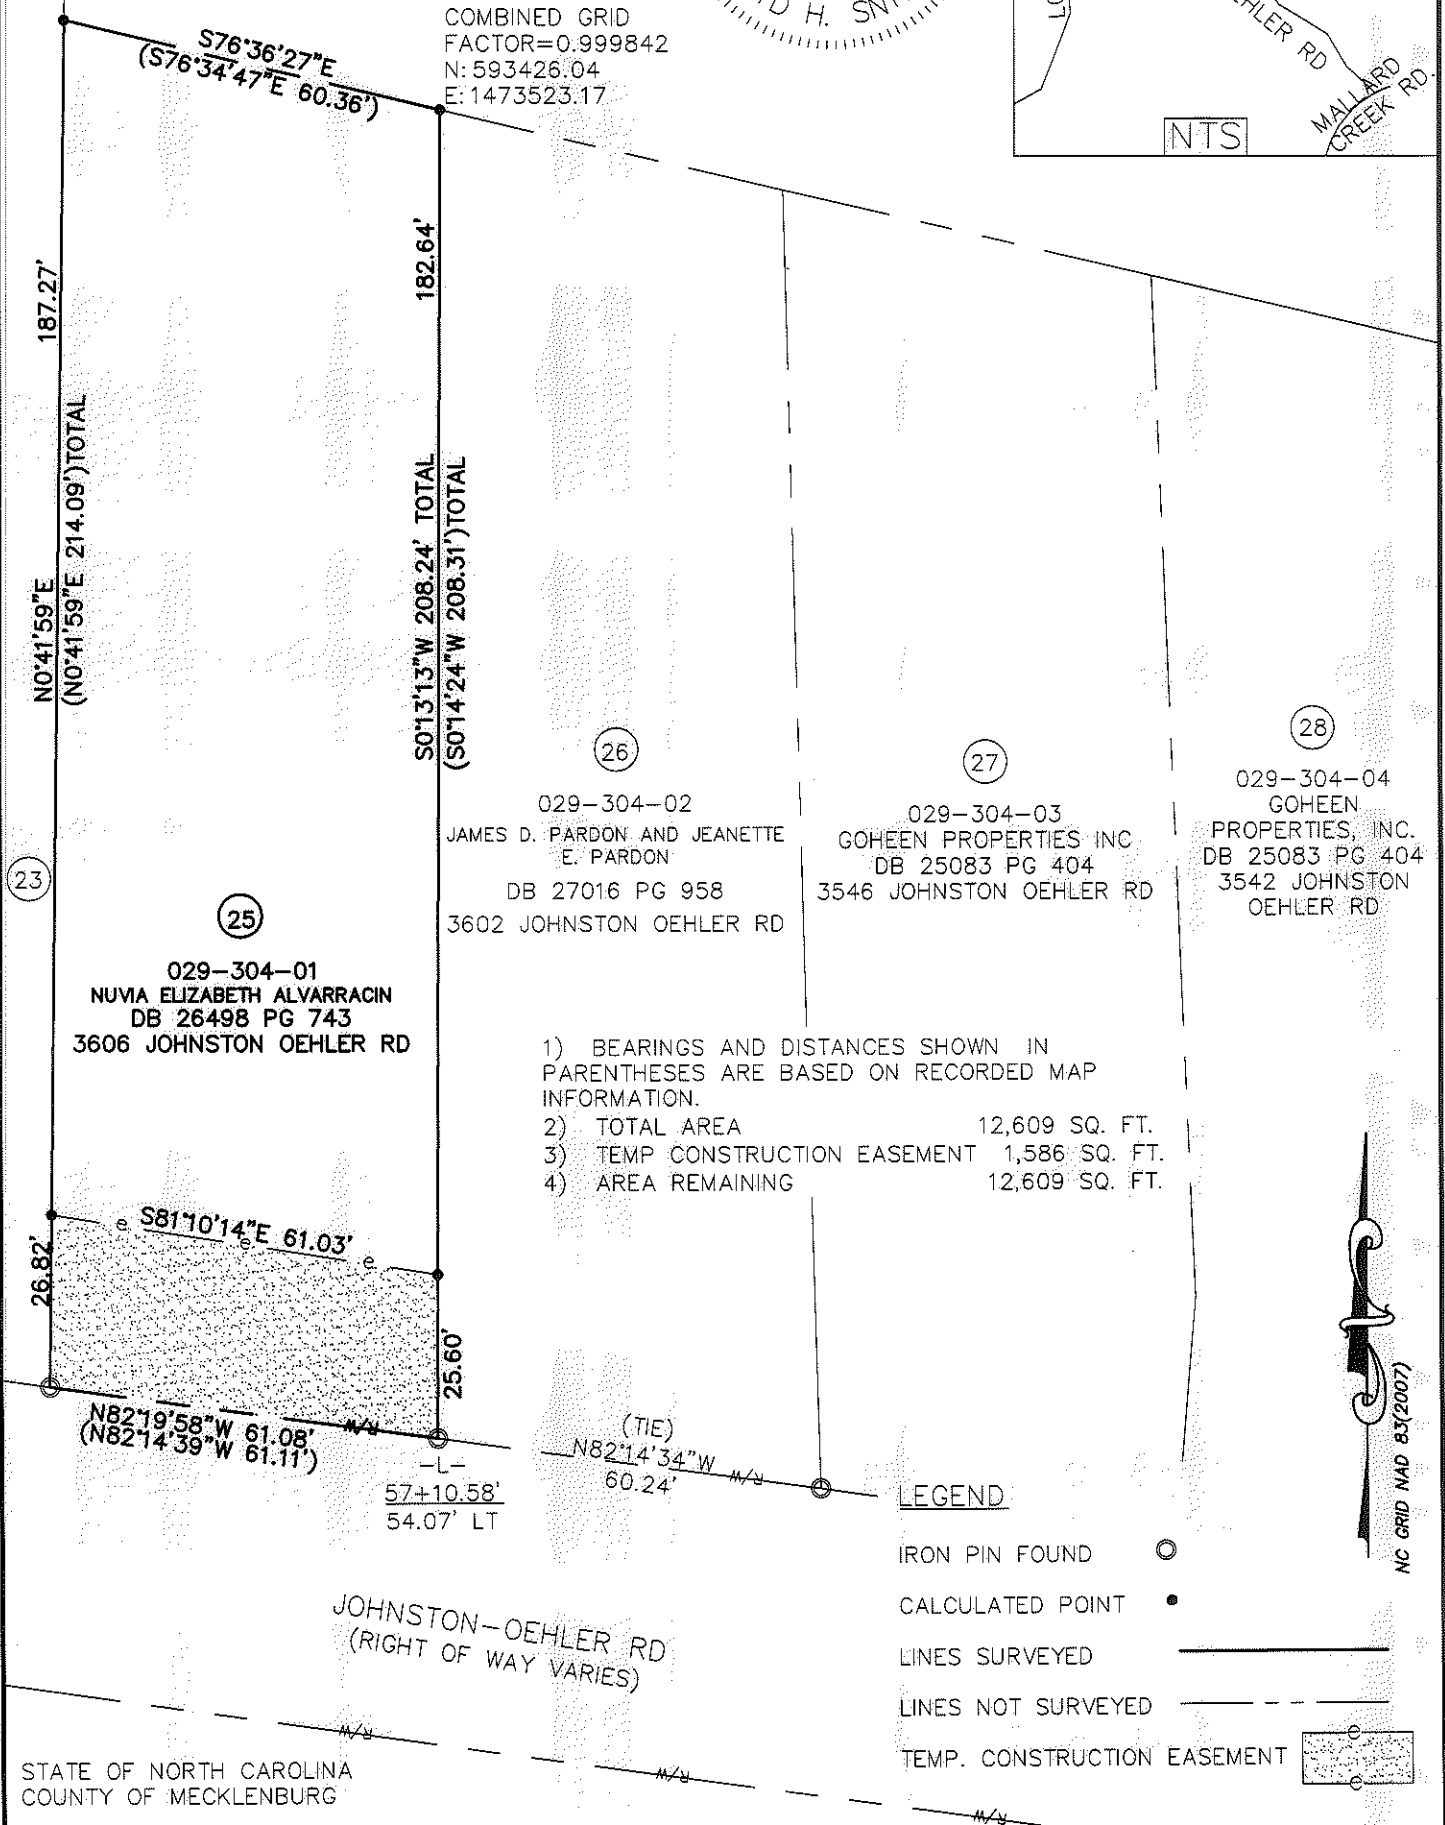 COMBINED GRID
FACTOR=0.999842
N: 593426.04
E: 1473523.17
D H.
EHLER RD
MALLARD
CREEK RD.
NTS
S76°36'27"E
(S76°34'47"E 60.36')
187.27'
182.64'
N0°41'59"E
(N0°41'59"E 214.09')TOTAL
S0°13'13"W 208.24' TOTAL
(S0°14'24"W 208.31')TOTAL
23
25
029-304-01
NUVIA ELIZABETH ALVARRACIN
DB 26498 PG 743
3606 JOHNSTON OEHLER RD
26
029-304-02
JAMES D. PARDON AND JEANETTE
E. PARDON
DB 27016 PG 958
3602 JOHNSTON OEHLER RD
27
029-304-03
GOHEEN PROPERTIES INC
DB 25083 PG 404
3546 JOHNSTON OEHLER RD
28
029-304-04
GOHEEN
PROPERTIES, INC.
DB 25083 PG 404
3542 JOHNSTON
OEHLER RD
1) BEARINGS AND DISTANCES SHOWN IN
PARENTHESES ARE BASED ON RECORDED MAP
INFORMATION.
2) TOTAL AREA 12,609 SQ. FT.
3) TEMP CONSTRUCTION EASEMENT 1,586 SQ. FT.
4) AREA REMAINING 12,609 SQ. FT.
e S81°10'14"E 61.03'
e
e
26.82'
25.60'
N82°19'58"W 61.08'
(N82°14'39"W 61.11')
R/W
-L-
57+10.58'
54.07' LT
(TIE)
N82°14'34"W
60.24'
R/W
NC GRID NAD 83(2007)
LEGEND
IRON PIN FOUND
CALCULATED POINT
LINES SURVEYED
LINES NOT SURVEYED
TEMP. CONSTRUCTION EASEMENT
e
e
JOHNSTON-OEHLER RD
(RIGHT OF WAY VARIES)
R/W
R/W
R/W
STATE OF NORTH CAROLINA
COUNTY OF MECKLENBURG